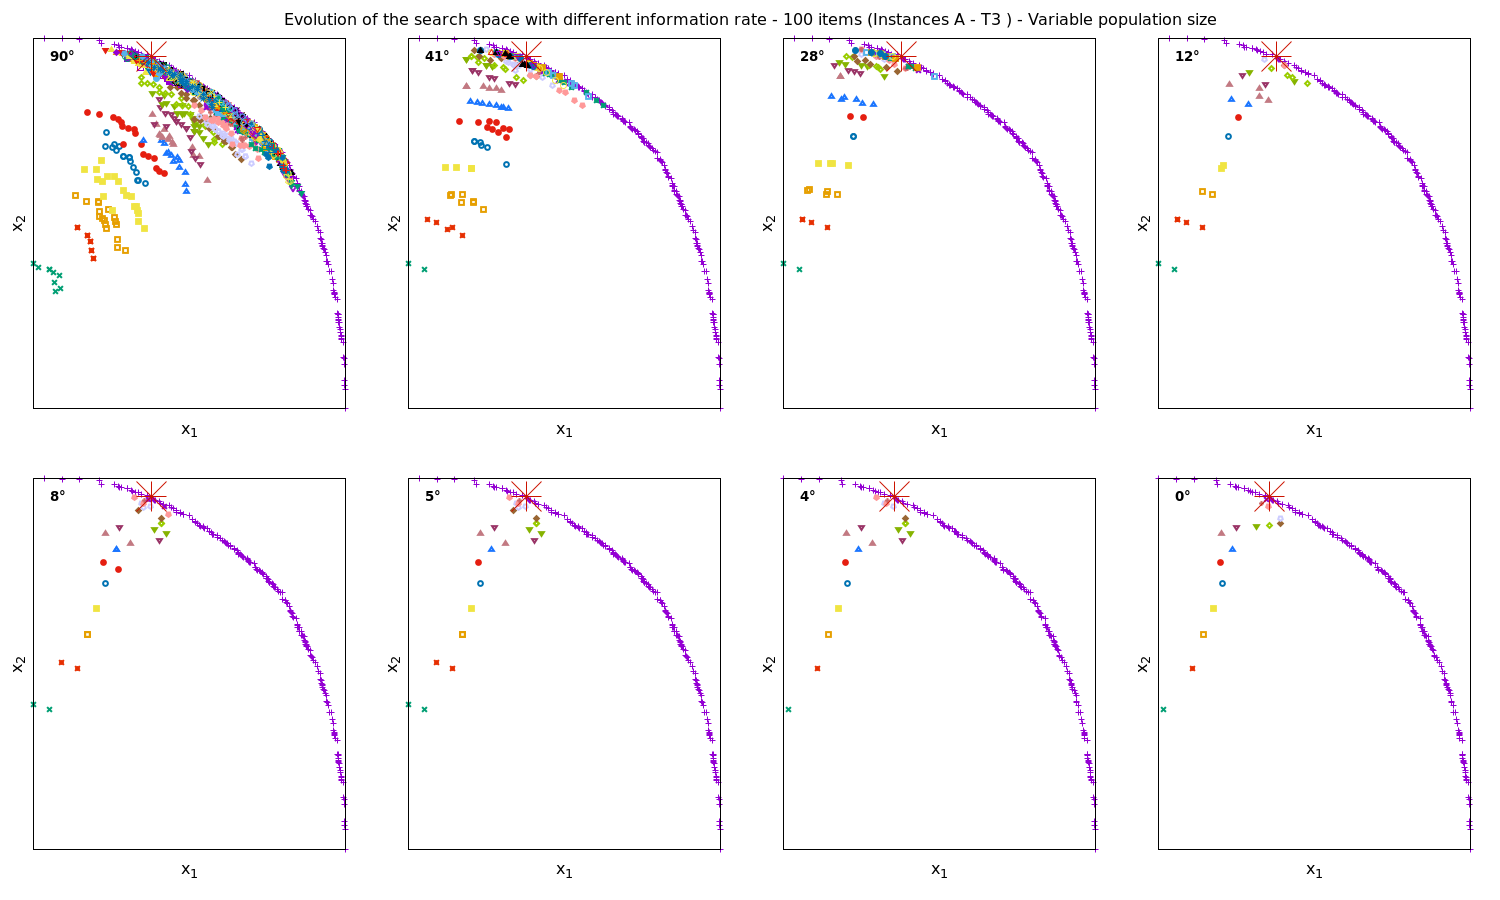 Evolution of the search space with different information rate - 100 items (Instances A - T3 ) - Variable population size
90° 41° 28° 12°
x2 x2 x2 x2
x1 x1 x1 x1
8° 5° 4° 0°
x2 x2 x2 x2
x1 x1 x1 x1